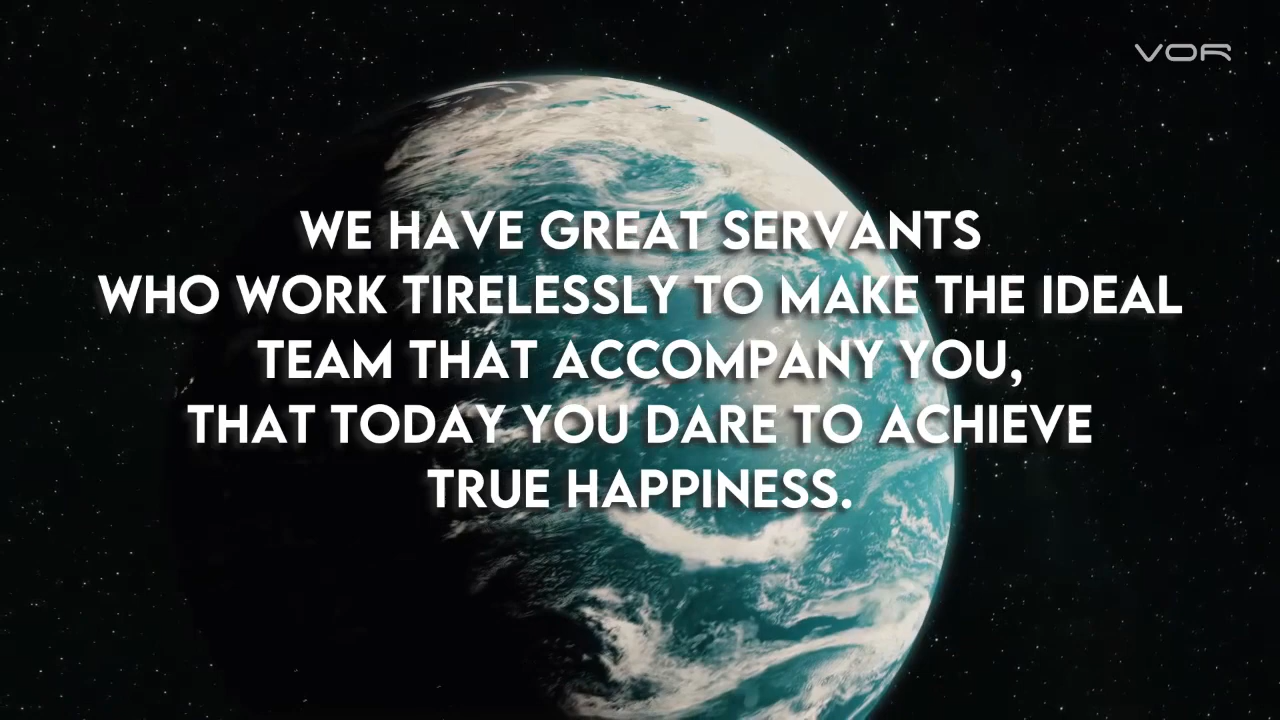 VOR
WE HAVE GREAT SERVANTS
WHO WORK TIRELESSLY TO MAKE THE IDEAL
TEAM THAT ACCOMPANY YOU,
THAT TODAY YOU DARE TO ACHIEVE
TRUE HAPPINESS.